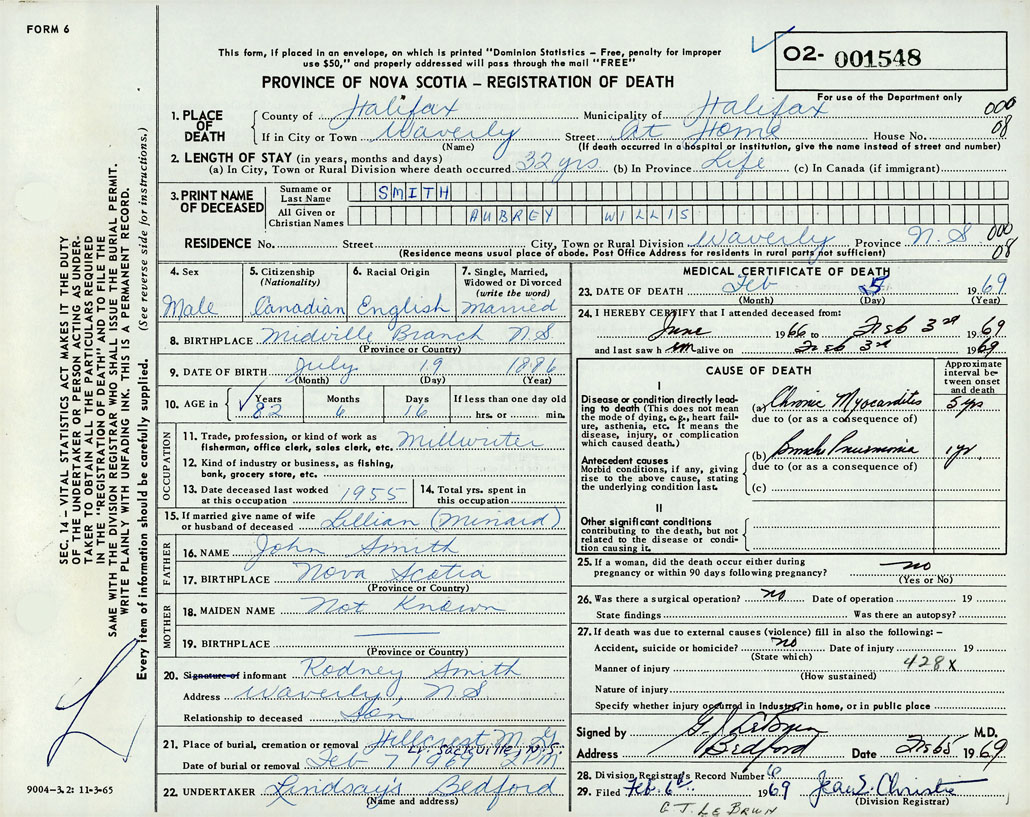 FORM 6
This form, if placed in an envelope, on which is printed "Dominion Statistics – Free, penalty for improper
use $50," and properly addressed will pass through the mail "FREE"
PROVINCE OF NOVA SCOTIA – REGISTRATION OF DEATH
02- 001548
For use of the Department only
1. PLACE OF DEATH
County of Halifax Municipality of Halifax 000
If in City or Town Waverly Street At Home House No. 08
(Name) (If death occurred in a hospital or institution, give the name instead of street and number)
2. LENGTH OF STAY (in years, months and days)
(a) In City, Town or Rural Division where death occurred 32 yrs (b) In Province Life (c) In Canada (if immigrant)
3. PRINT NAME OF DECEASED
Surname or Last Name SMITH
All Given or Christian Names AUBREY WILLIS
RESIDENCE No. Street City, Town or Rural Division Waverly Province N.S 000
(Residence means usual place of abode. Post Office Address for residents in rural parts not sufficient) 08
4. Sex Male
5. Citizenship (Nationality) Canadian
6. Racial Origin English
7. Single, Married, Widowed or Divorced (write the word) Married
8. BIRTHPLACE Midville Branch N S
(Province or Country)
9. DATE OF BIRTH July 19 1886
(Month) (Day) (Year)
10. AGE in Years Months Days If less than one day old
82 6 16 hrs. or min.
OCCUPATION
11. Trade, profession, or kind of work as
fisherman, office clerk, sales clerk, etc. Millwriter
12. Kind of industry or business, as fishing,
bank, grocery store, etc.
13. Date deceased last worked at this occupation 1955
14. Total yrs. spent in this occupation
15. If married give name of wife
or husband of deceased Lillian (Minard)
FATHER
16. NAME John Smith
17. BIRTHPLACE Nova Scotia
(Province or Country)
MOTHER
18. MAIDEN NAME Not Known
19. BIRTHPLACE
(Province or Country)
20. Signature of informant Rodney Smith
Address Waverly, N S
Relationship to deceased Son
21. Place of burial, cremation or removal Hillcrest M. G.
Lr. Sackville, N.S.
Date of burial or removal Feb 7 1969 2 PM
22. UNDERTAKER Lindsay's Bedford
(Name and address)
MEDICAL CERTIFICATE OF DEATH
23. DATE OF DEATH Feb 5 1969
(Month) (Day) (Year)
24. I HEREBY CERTIFY that I attended deceased from:
June 1966 to Feb 3rd 1969
and last saw h im alive on Feb 3rd 1969
CAUSE OF DEATH
Approximate interval between onset and death
I
Disease or condition directly leading
to death (This does not mean
the mode of dying, e.g., heart failure,
asthenia, etc. It means the
disease, injury, or complication
which caused death.)
(a) Chronic Myocarditis 5 yrs
due to (or as a consequence of)
Antecedent causes
Morbid conditions, if any, giving
rise to the above cause, stating
the underlying condition last.
(b) Broncho Pneumonia 1 yr.
due to (or as a consequence of)
(c)
II
Other significant conditions
contributing to the death, but not
related to the disease or condition
causing it.
25. If a woman, did the death occur either during
pregnancy or within 90 days following pregnancy? no
(Yes or No)
26. Was there a surgical operation? no Date of operation 19
State findings Was there an autopsy?
27. If death was due to external causes (violence) fill in also the following: –
Accident, suicide or homicide? no Date of injury 19
(State which) 428x
Manner of injury
(How sustained)
Nature of injury
Specify whether injury occurred in Industry, in home, or in public place
Signed by G J LeBrun M.D.
Address Bedford Date Feb 5 1969
28. Division Registrar's Record Number 6
29. Filed Feb. 6th 1969 Jean E. Christie
(Division Registrar)
G J. LE BRUN
SEC. 14 – VITAL STATISTICS ACT MAKES IT THE DUTY
OF THE UNDERTAKER OR PERSON ACTING AS UNDERTAKER
TO OBTAIN ALL THE PARTICULARS REQUIRED
IN THE "REGISTRATION OF DEATH" AND TO FILE THE
SAME WITH THE DIVISION REGISTRAR WHO SHALL ISSUE THE BURIAL PERMIT.
WRITE PLAINLY WITH UNFADING INK. THIS IS A PERMANENT RECORD.
Every item of information should be carefully supplied. (See reverse side for instructions.)
9004-3.2: 11-3-65